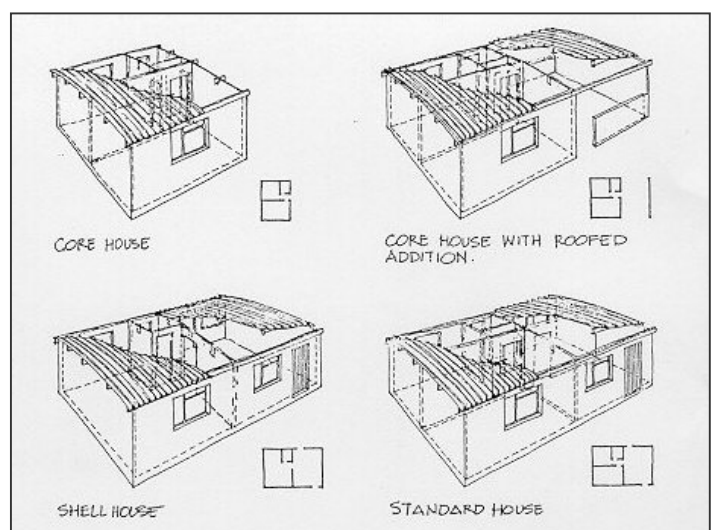 CORE HOUSE
CORE HOUSE WITH ROOFED
ADDITION.
SHELL HOUSE
STANDARD HOUSE